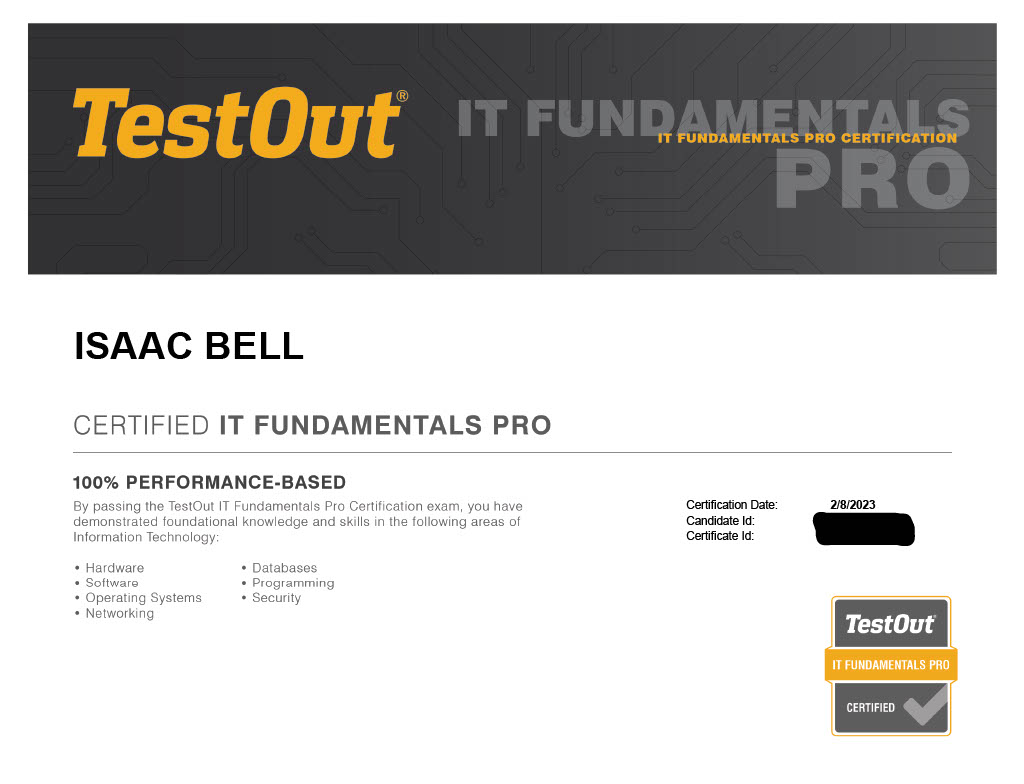 TestOut®
IT FUNDAMENTALS
IT FUNDAMENTALS PRO CERTIFICATION
PRO
ISAAC BELL
CERTIFIED IT FUNDAMENTALS PRO
100% PERFORMANCE-BASED
By passing the TestOut IT Fundamentals Pro Certification exam, you have
demonstrated foundational knowledge and skills in the following areas of
Information Technology:
• Hardware
• Software
• Operating Systems
• Networking
• Databases
• Programming
• Security
Certification Date: 2/8/2023
Candidate Id:
Certificate Id:
TestOut®
IT FUNDAMENTALS PRO
CERTIFIED